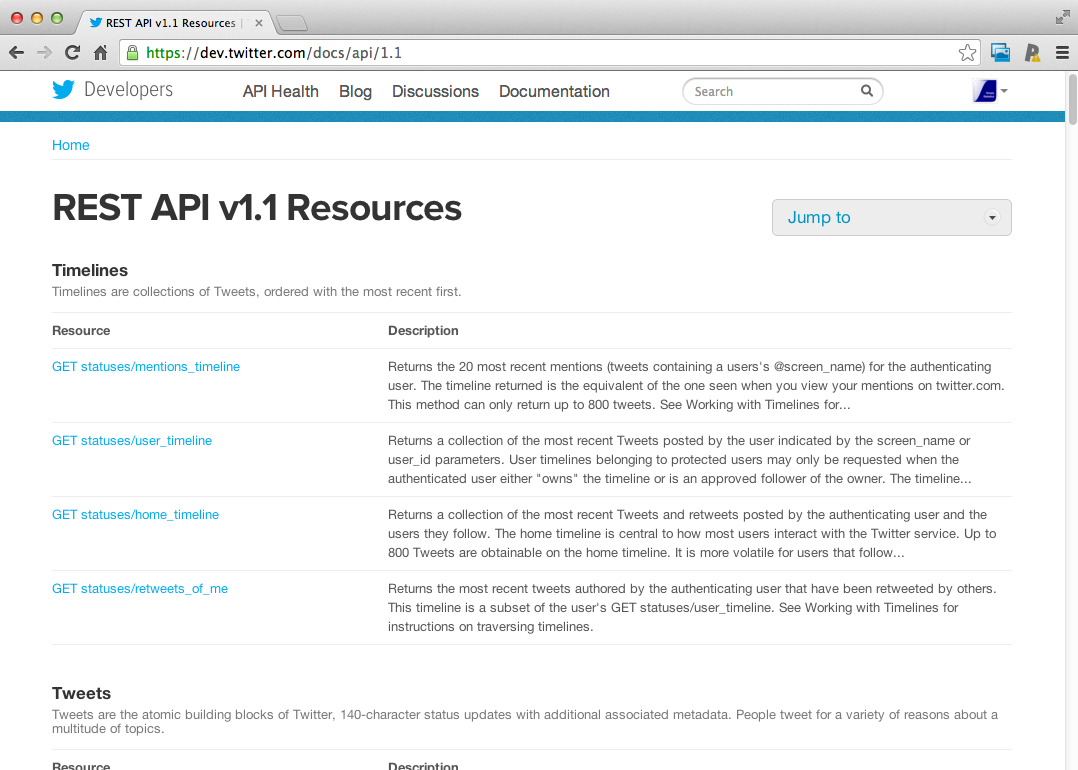 REST API v1.1 Resources
https://dev.twitter.com/docs/api/1.1
Developers
API Health
Blog
Discussions
Documentation
Search
Home
REST API v1.1 Resources
Jump to
Timelines
Timelines are collections of Tweets, ordered with the most recent first.
Resource
Description
GET statuses/mentions_timeline
Returns the 20 most recent mentions (tweets containing a users's @screen_name) for the authenticating
user. The timeline returned is the equivalent of the one seen when you view your mentions on twitter.com.
This method can only return up to 800 tweets. See Working with Timelines for...
GET statuses/user_timeline
Returns a collection of the most recent Tweets posted by the user indicated by the screen_name or
user_id parameters. User timelines belonging to protected users may only be requested when the
authenticated user either "owns" the timeline or is an approved follower of the owner. The timeline...
GET statuses/home_timeline
Returns a collection of the most recent Tweets and retweets posted by the authenticating user and the
users they follow. The home timeline is central to how most users interact with the Twitter service. Up to
800 Tweets are obtainable on the home timeline. It is more volatile for users that follow...
GET statuses/retweets_of_me
Returns the most recent tweets authored by the authenticating user that have been retweeted by others.
This timeline is a subset of the user's GET statuses/user_timeline. See Working with Timelines for
instructions on traversing timelines.
Tweets
Tweets are the atomic building blocks of Twitter, 140-character status updates with additional associated metadata. People tweet for a variety of reasons about a
multitude of topics.
Resource
Description